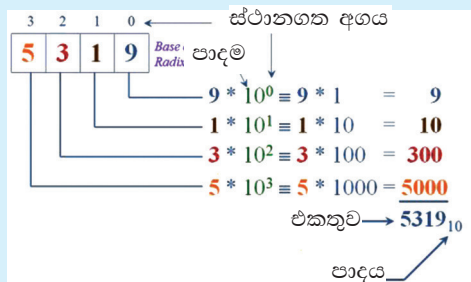 3 2 1 0 ස්ථානගත අගය
5 3 1 9 Base පාදම
Radix
9 * 10⁰ ≡ 9 * 1 = 9
1 * 10¹ ≡ 1 * 10 = 10
3 * 10² ≡ 3 * 100 = 300
5 * 10³ ≡ 5 * 1000 = 5000
එකතුව 5319₁₀
පාදය